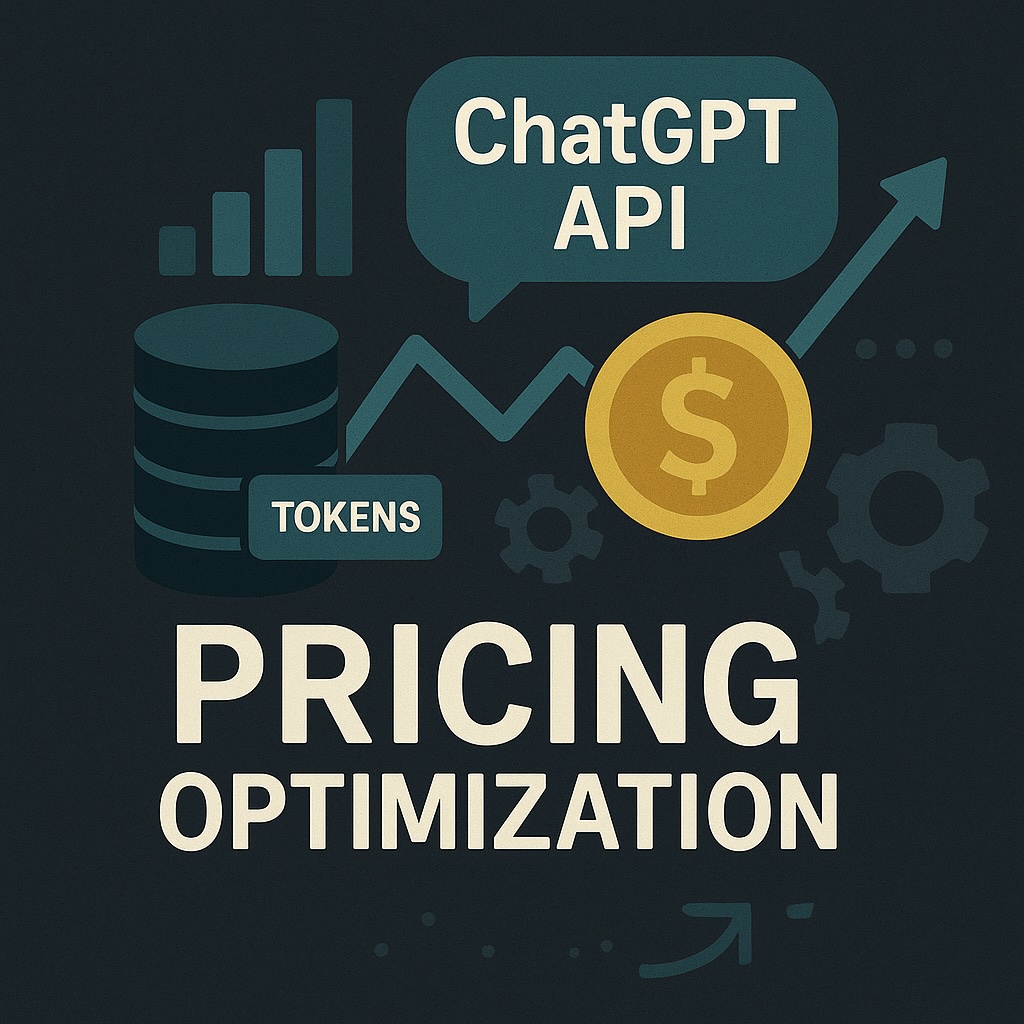 ChatGPT
API
$
TOKENS
PRICING
OPTIMIZATION